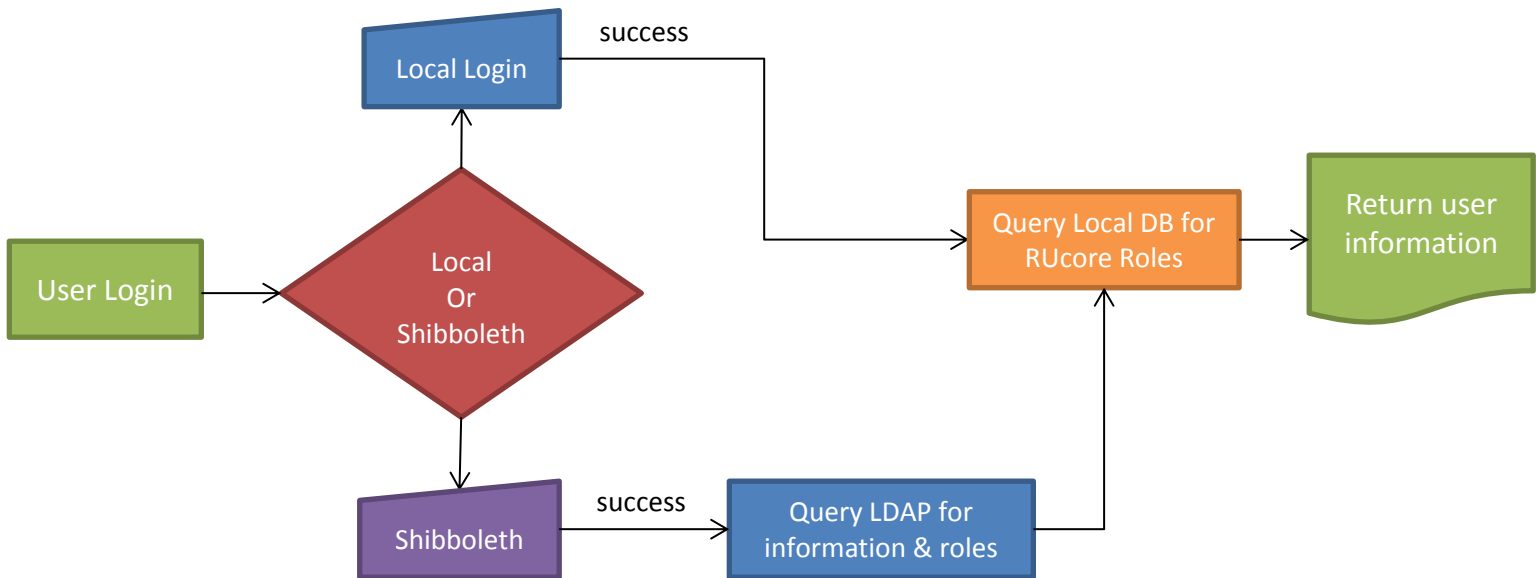 success
Local Login
User Login
Local
Or
Shibboleth
Query Local DB for
RUcore Roles
Return user
information
success
Shibboleth
Query LDAP for
information & roles